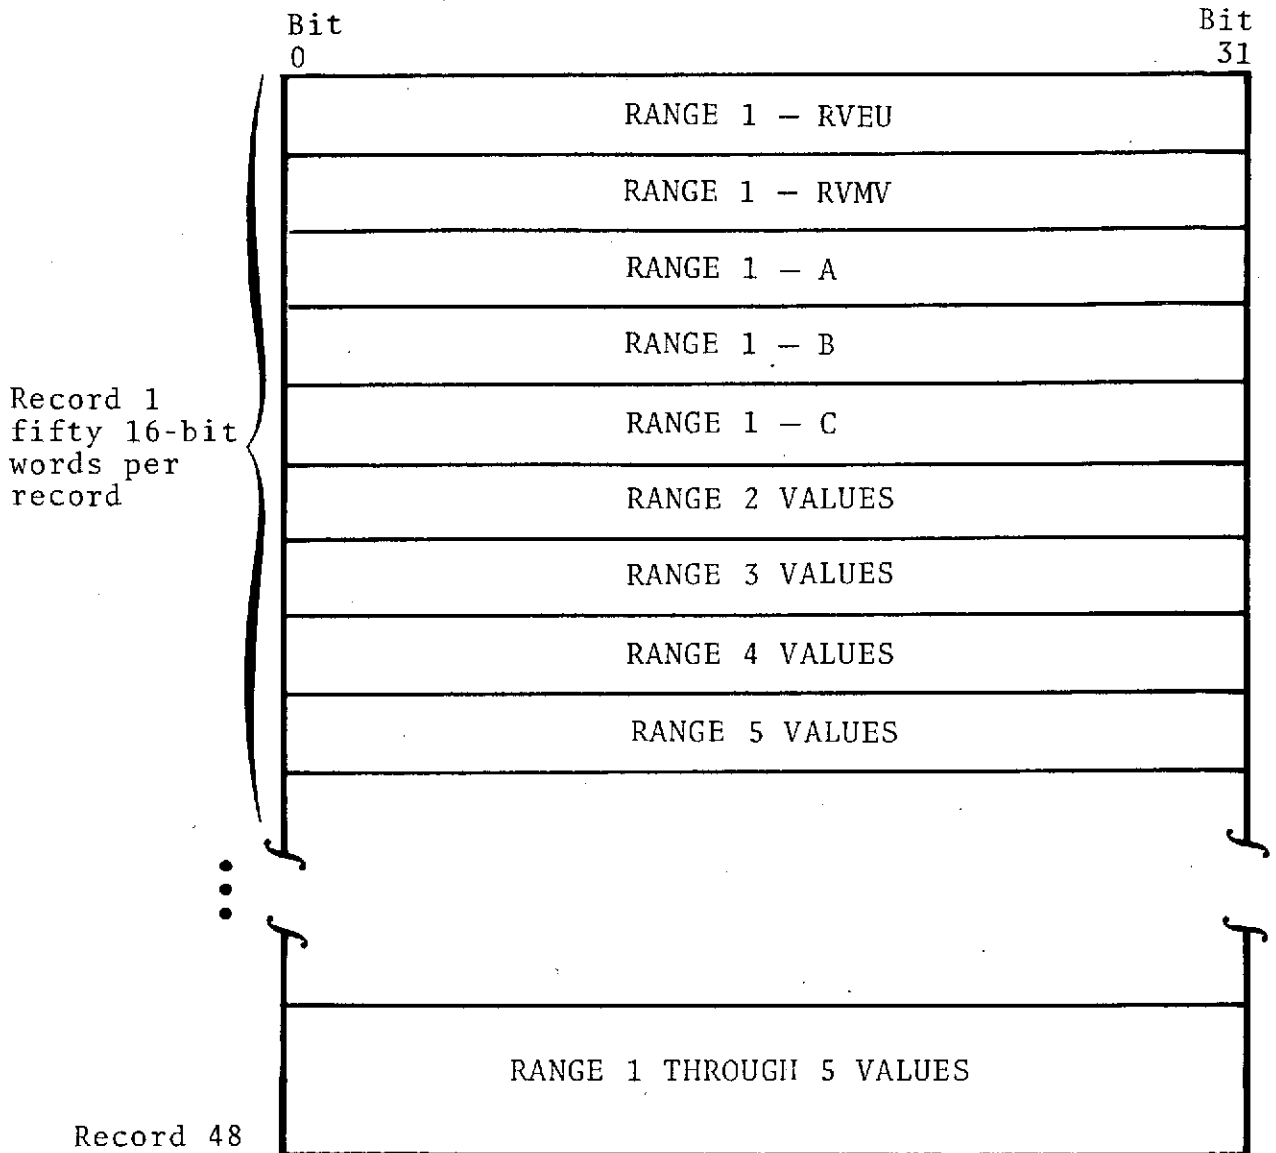 Bit Bit
0 31
RANGE 1 — RVEU
RANGE 1 — RVMV
RANGE 1 — A
RANGE 1 — B
RANGE 1 — C
Record 1
fifty 16-bit
words per
record
RANGE 2 VALUES
RANGE 3 VALUES
RANGE 4 VALUES
RANGE 5 VALUES
RANGE 1 THROUGH 5 VALUES
Record 48